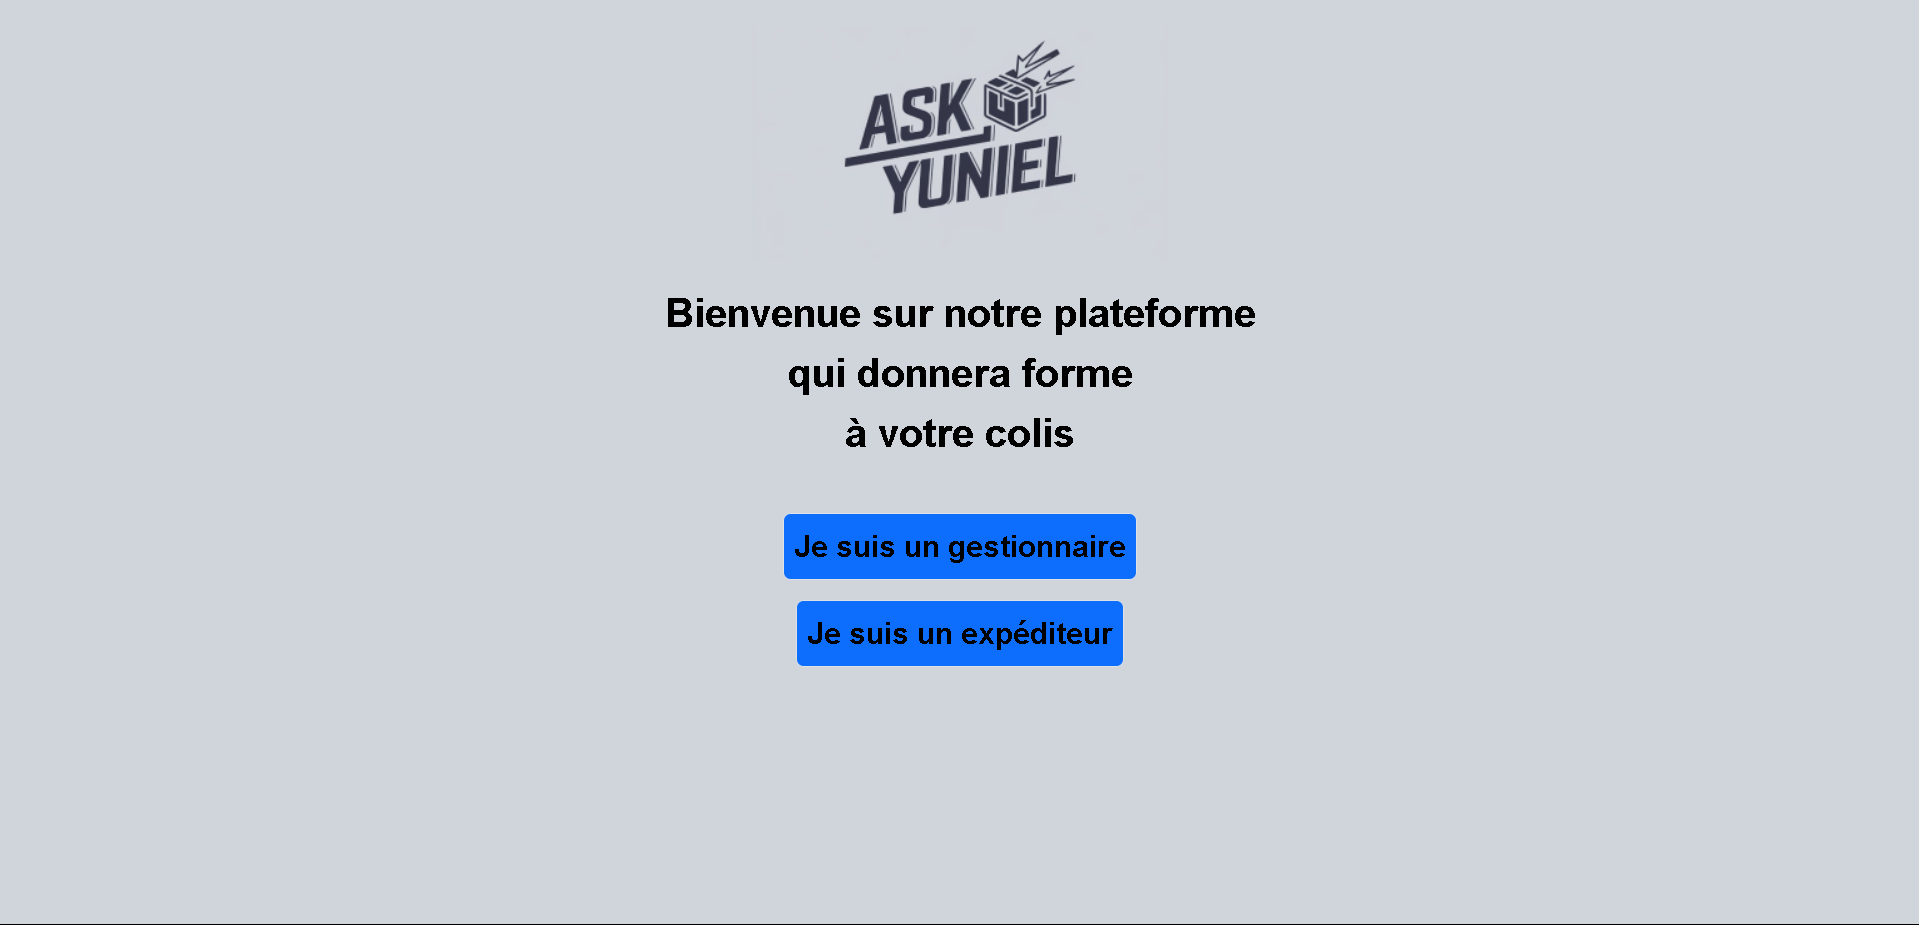 ASK
YUNIEL
Bienvenue sur notre plateforme
qui donnera forme
à votre colis
Je suis un gestionnaire
Je suis un expéditeur